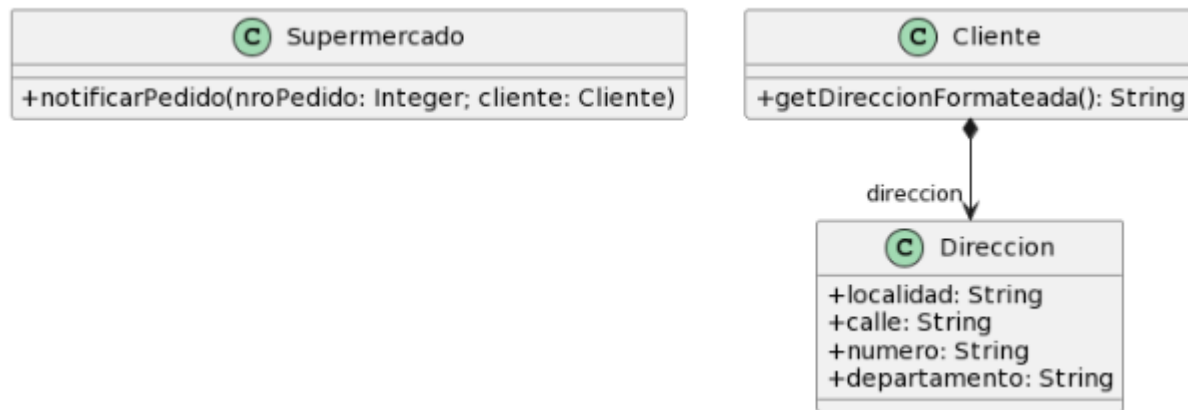 C Supermercado
+notificarPedido(nroPedido: Integer; cliente: Cliente)
C Cliente
+getDireccionFormateada(): String
direccion
C Direccion
+localidad: String
+calle: String
+numero: String
+departamento: String